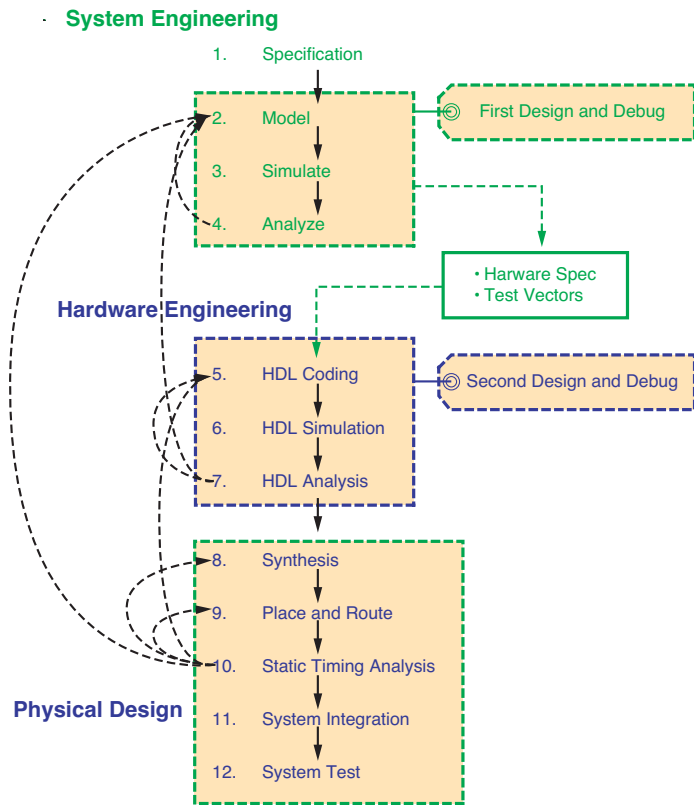 System Engineering
1. Specification
2. Model
First Design and Debug
3. Simulate
4. Analyze
• Harware Spec
• Test Vectors
Hardware Engineering
5. HDL Coding
Second Design and Debug
6. HDL Simulation
7. HDL Analysis
8. Synthesis
9. Place and Route
10. Static Timing Analysis
Physical Design
11. System Integration
12. System Test